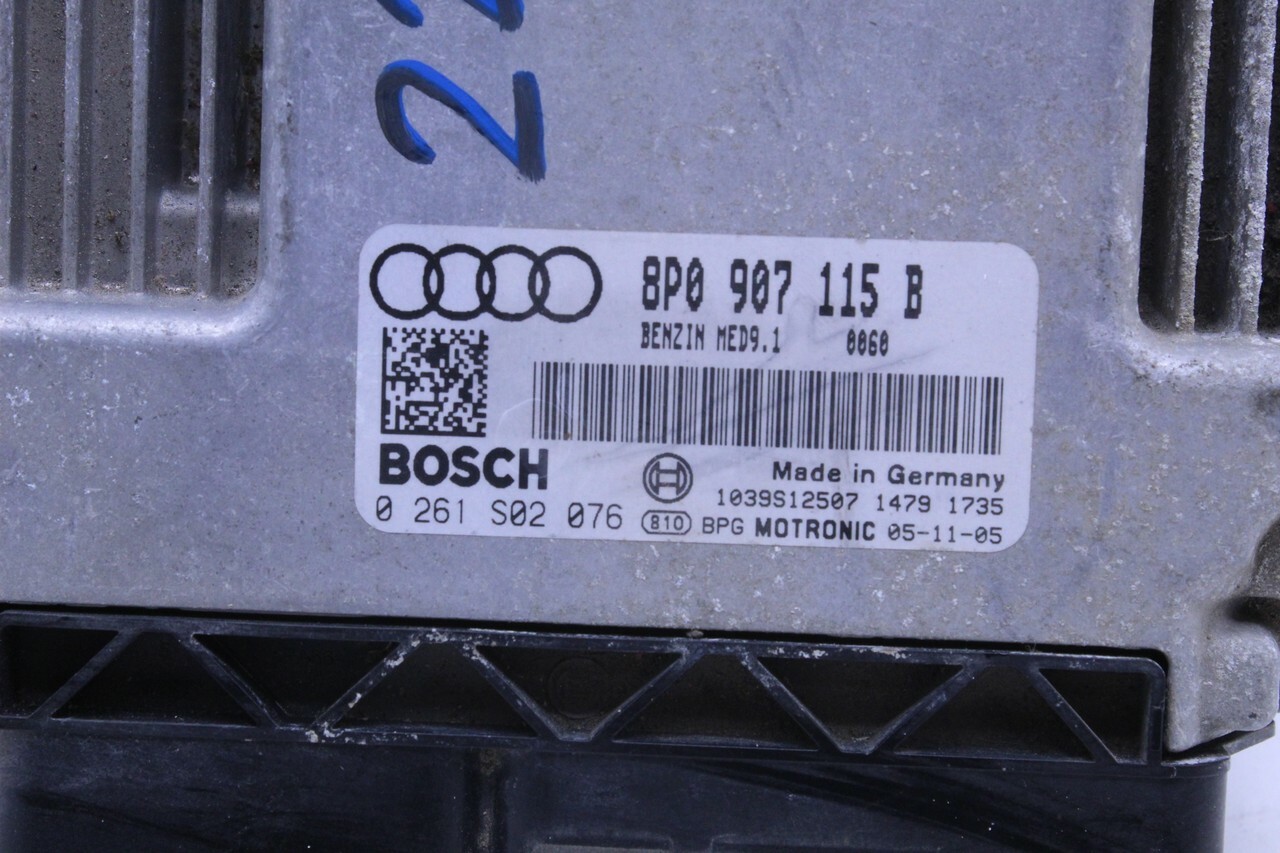 22
8P0 907 115 B
BENZIN MED9.1 0060
BOSCH
Made in Germany
1039S12507 1479 1735
0 261 S02 076
810 BPG MOTRONIC 05-11-05